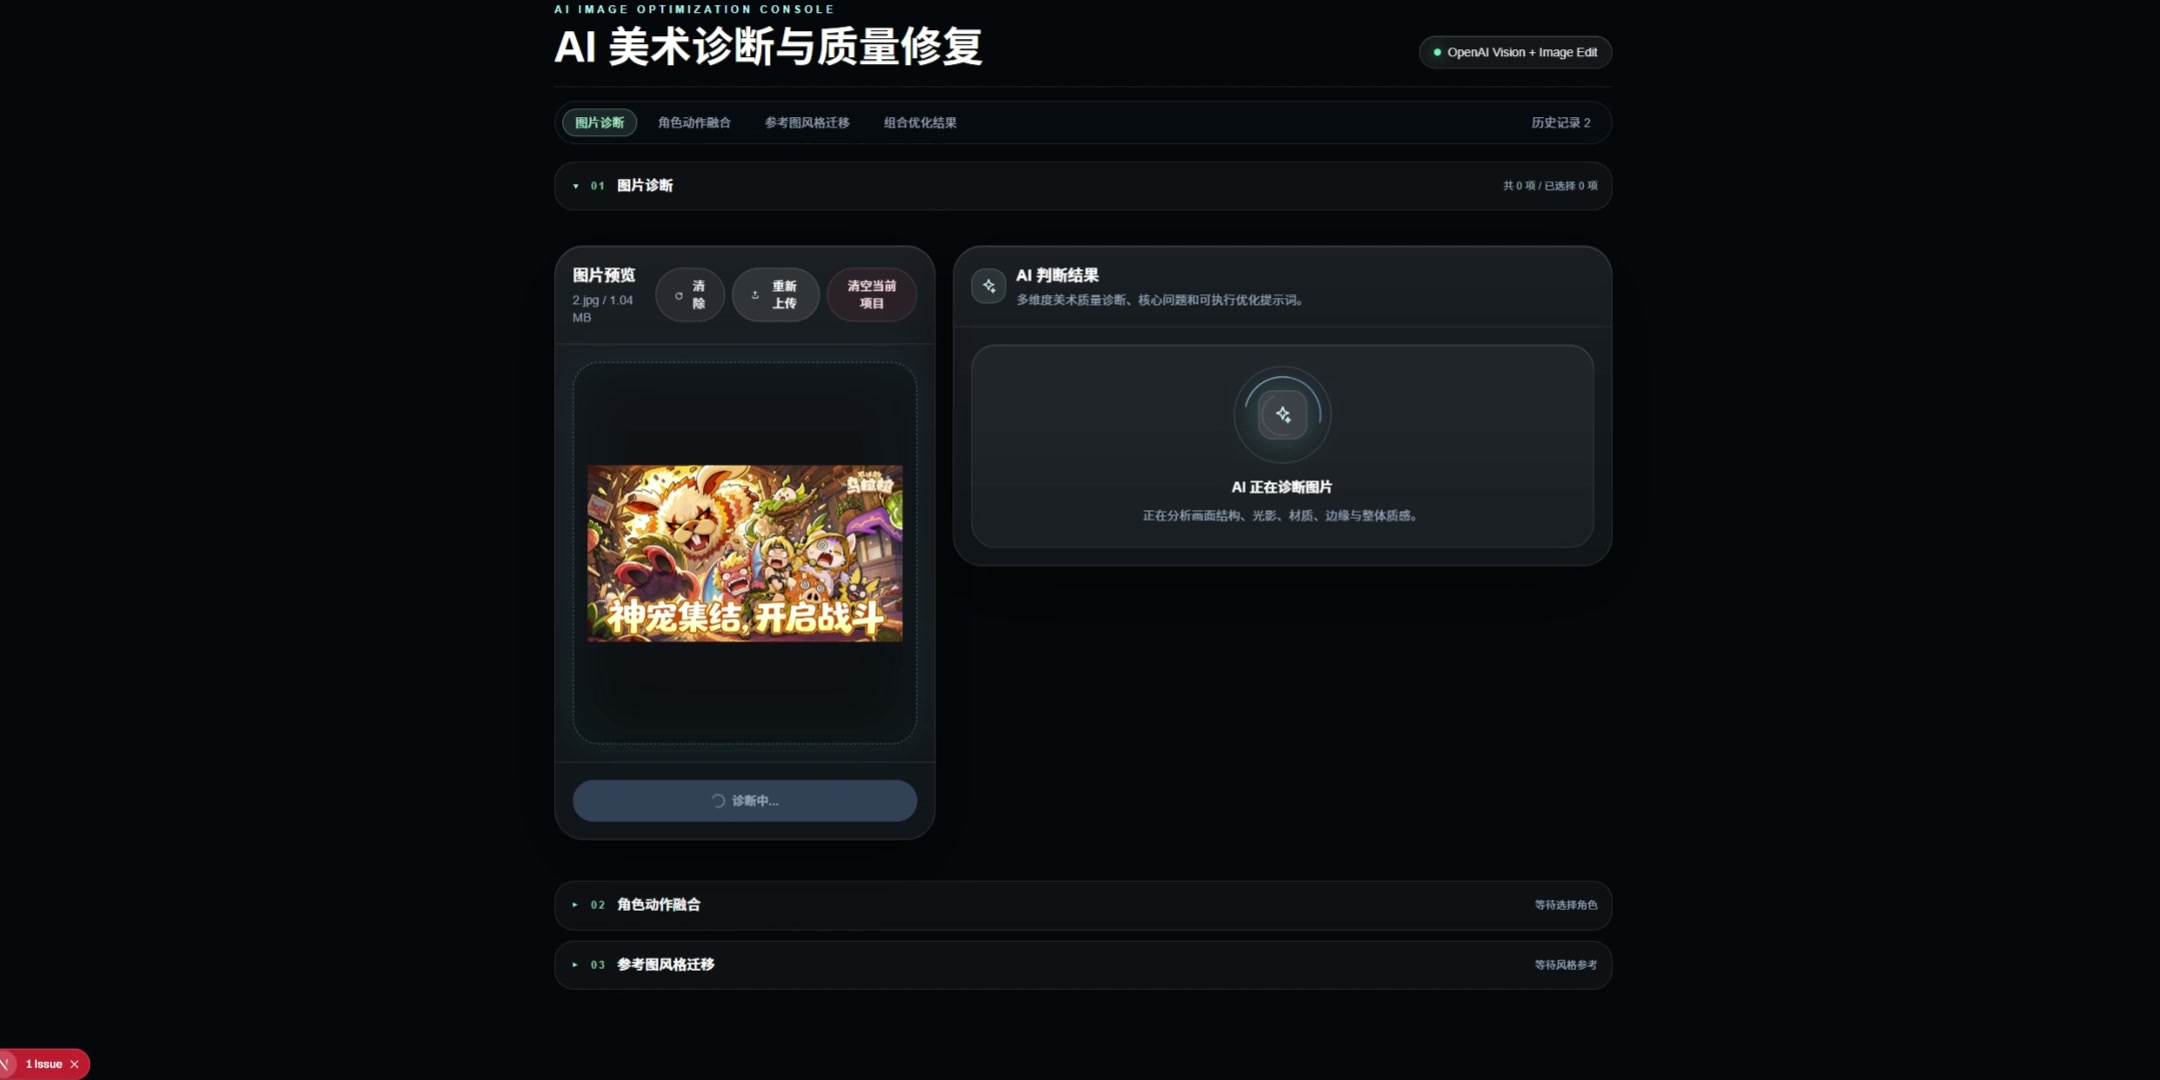 AI IMAGE OPTIMIZATION CONSOLE
AI 美术诊断与质量修复
OpenAI Vision + Image Edit
图片诊断
角色动作融合
参考图风格迁移
组合优化结果
历史记录 2
01 图片诊断
共 0 项 / 已选择 0 项
图片预览
2.jpg / 1.04
MB
清
除
重新
上传
清空当前
项目
神宠集结,开启战斗
诊断中...
AI 判断结果
多维度美术质量诊断、核心问题和可执行优化提示词。
AI 正在诊断图片
正在分析画面结构、光影、材质、边缘与整体质感。
02 角色动作融合
等待选择角色
03 参考图风格迁移
等待风格参考
1 Issue